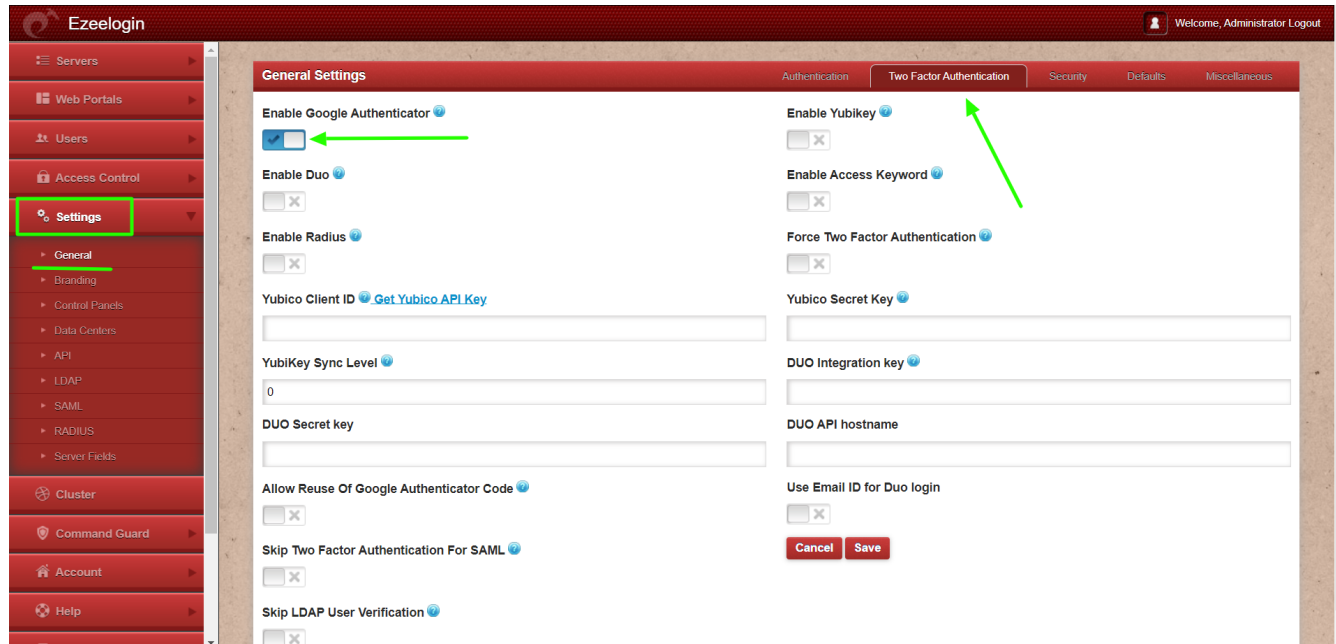 Ezeelogin
Welcome, Administrator Logout
Servers
Web Portals
Users
Access Control
Settings
General
Branding
Control Panels
Data Centers
API
LDAP
SAML
RADIUS
Server Fields
Cluster
Command Guard
Account
Help
General Settings
Authentication
Two Factor Authentication
Security
Defaults
Miscellaneous
Enable Google Authenticator
Enable Yubikey
Enable Duo
Enable Access Keyword
Enable Radius
Force Two Factor Authentication
Yubico Client ID Get Yubico API Key
Yubico Secret Key
YubiKey Sync Level
0
DUO Integration key
DUO Secret key
DUO API hostname
Allow Reuse Of Google Authenticator Code
Use Email ID for Duo login
Skip Two Factor Authentication For SAML
Cancel
Save
Skip LDAP User Verification